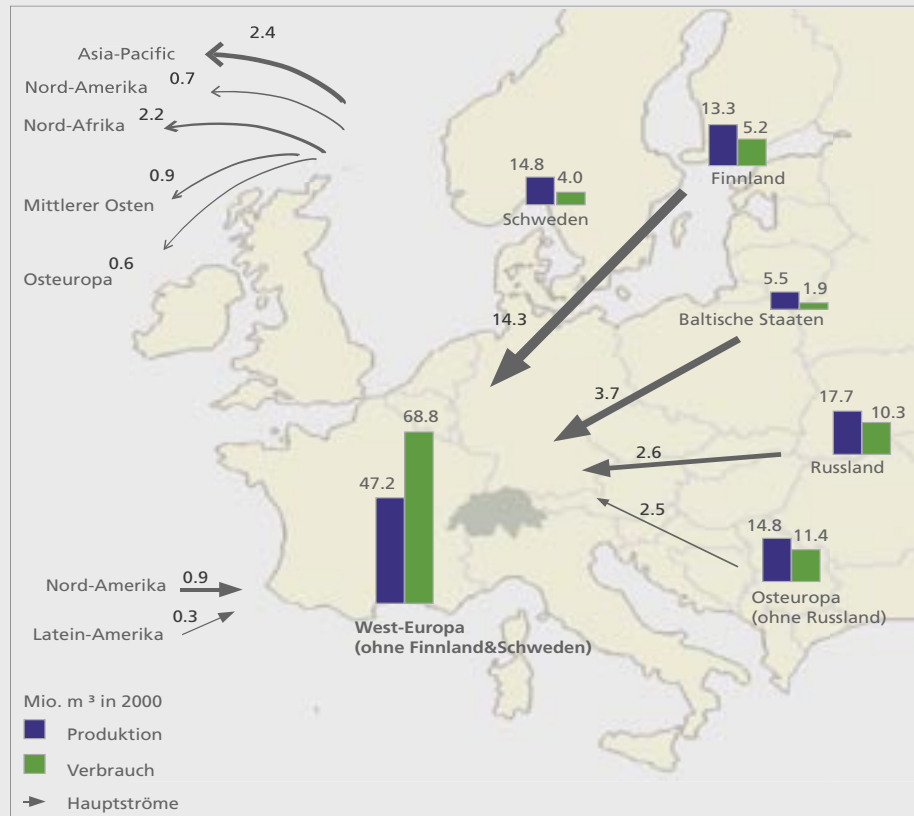 Asia-Pacific
2.4
Nord-Amerika
0.7
Nord-Afrika
2.2
Mittlerer Osten
0.9
Osteuropa
0.6
13.3
5.2
Finnland
14.8
4.0
Schweden
5.5
1.9
Baltische Staaten
14.3
3.7
17.7
10.3
Russland
2.6
68.8
47.2
2.5
14.8
11.4
Osteuropa
(ohne Russland)
Nord-Amerika
0.9
Latein-Amerika
0.3
West-Europa
(ohne Finnland&Schweden)
Mio. m ³ in 2000
Produktion
Verbrauch
Hauptströme